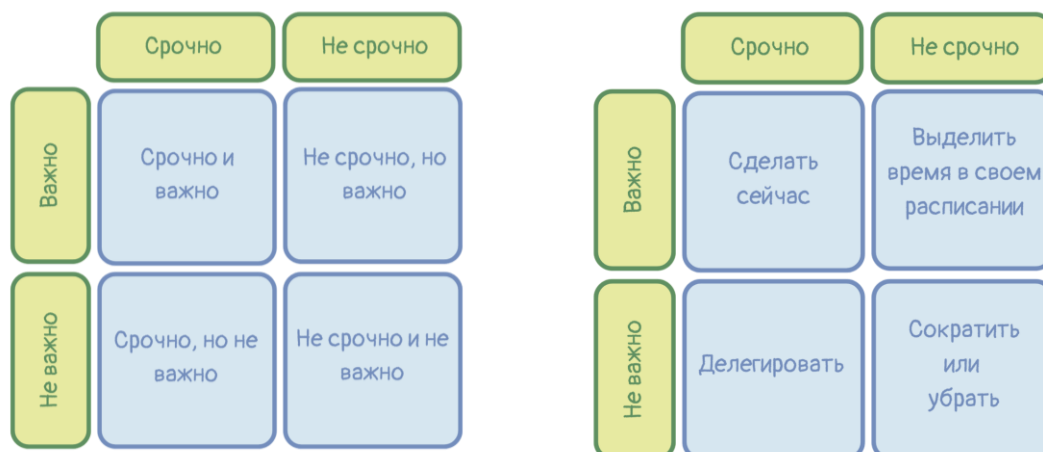 Срочно
Не срочно
Важно
Срочно и
важно
Не срочно, но
важно
Не важно
Срочно, но не
важно
Не срочно и не
важно
Срочно
Не срочно
Важно
Сделать
сейчас
Выделить
время в своем
расписании
Не важно
Делегировать
Сократить
или
убрать